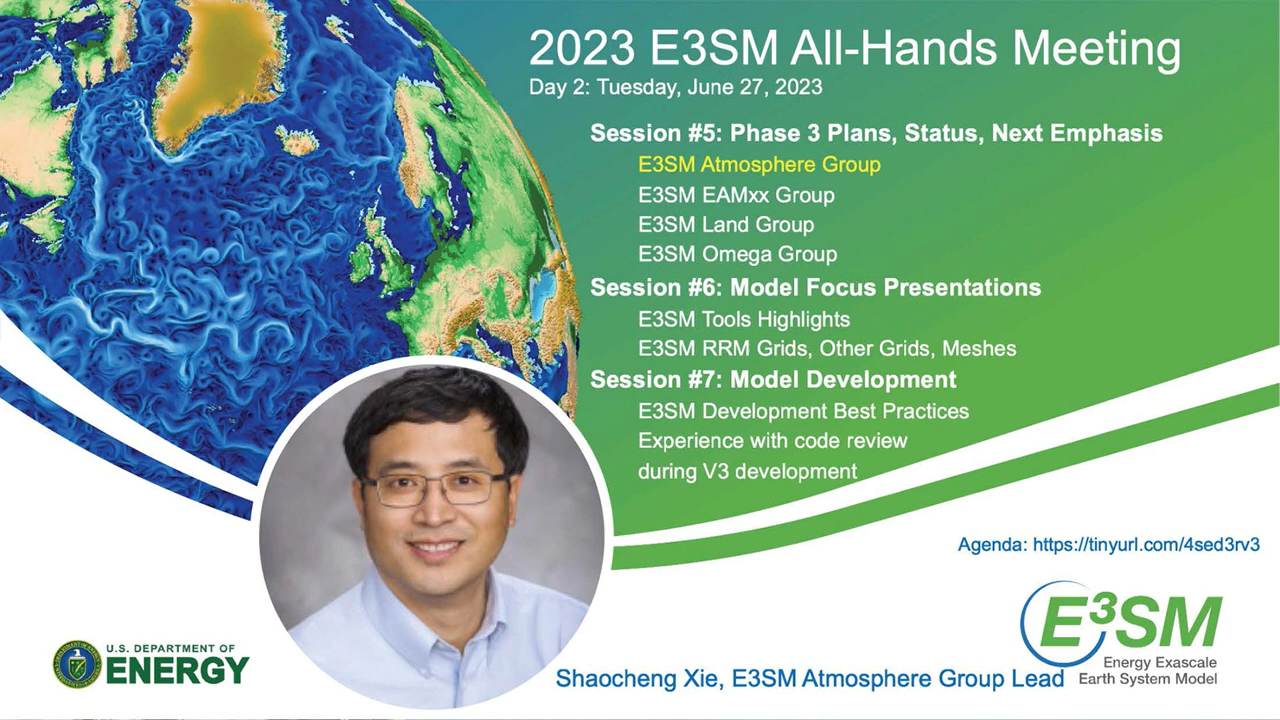 2023 E3SM All-Hands Meeting
Day 2: Tuesday, June 27, 2023
Session #5: Phase 3 Plans, Status, Next Emphasis
E3SM Atmosphere Group
E3SM EAMxx Group
E3SM Land Group
E3SM Omega Group
Session #6: Model Focus Presentations
E3SM Tools Highlights
E3SM RRM Grids, Other Grids, Meshes
Session #7: Model Development
E3SM Development Best Practices
Experience with code review
during V3 development
Agenda: https://tinyurl.com/4sed3rv3
E³SM
Energy Exascale
Earth System Model
U.S. DEPARTMENT OF
ENERGY
Shaocheng Xie, E3SM Atmosphere Group Lead